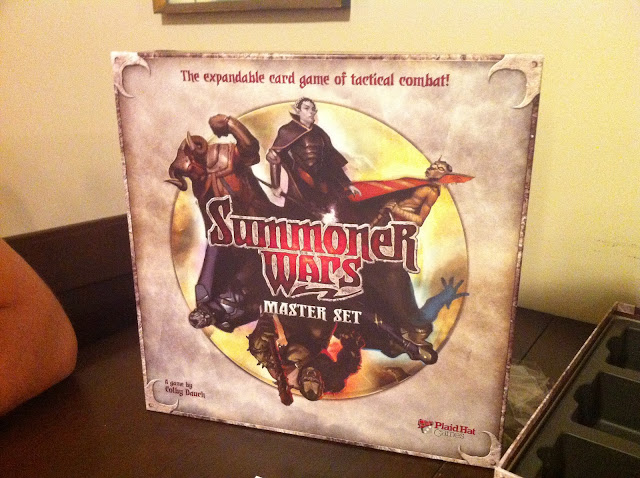 The expandable card game of tactical combat!
Summoner
Wars
MASTER SET
A game by
Colby Dauch
Plaid Hat
Games